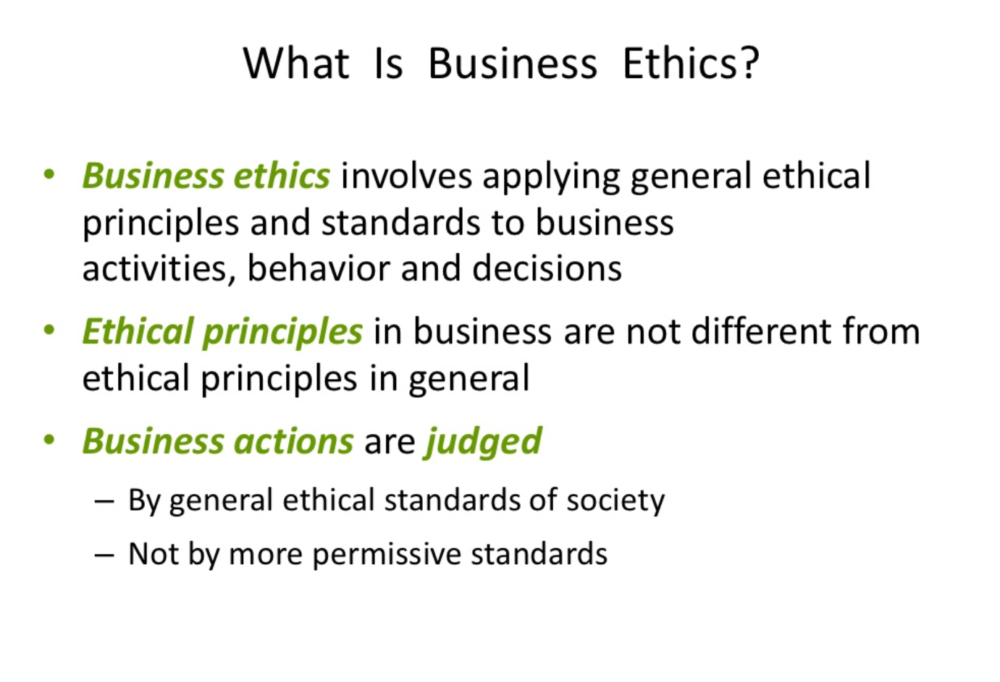 What Is Business Ethics?
• Business ethics involves applying general ethical
principles and standards to business
activities, behavior and decisions
• Ethical principles in business are not different from
ethical principles in general
• Business actions are judged
– By general ethical standards of society
– Not by more permissive standards